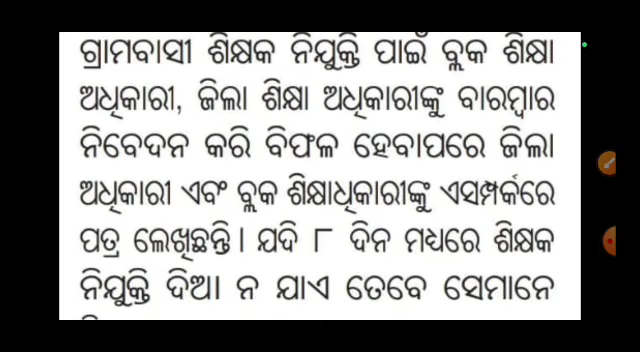 ଗ୍ରାମବାସୀ ଶିକ୍ଷକ ନିଯୁକ୍ତି ପାଇଁ ବ୍ଲକ ଶିକ୍ଷା
ଅଧିକାରୀ, ଜିଲା ଶିକ୍ଷା ଅଧିକାରୀଙ୍କୁ ବାରମ୍ବାର
ନିବେଦନ କରି ବିଫଳ ହେବାପରେ ଜିଲା
ଅଧିକାରୀ ଏବଂ ବ୍ଲକ ଶିକ୍ଷାଧିକାରୀଙ୍କୁ ଏସମ୍ପର୍କରେ
ପତ୍ର ଲେଖିଛନ୍ତି। ଯଦି ୮ ଦିନ ମଧ୍ୟରେ ଶିକ୍ଷକ
ନିଯୁକ୍ତି ଦିଆ ନ ଯାଏ ତେବେ ସେମାନେ